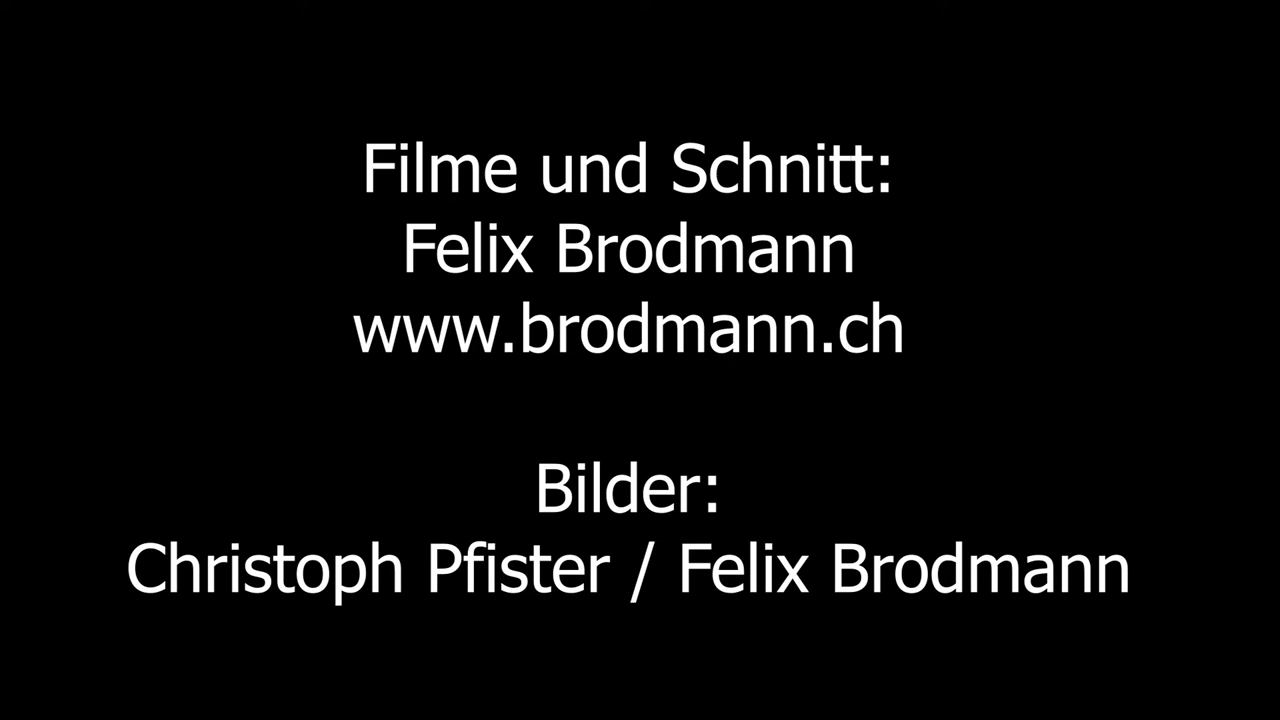 Filme und Schnitt:
Felix Brodmann
www.brodmann.ch
Bilder:
Christoph Pfister / Felix Brodmann